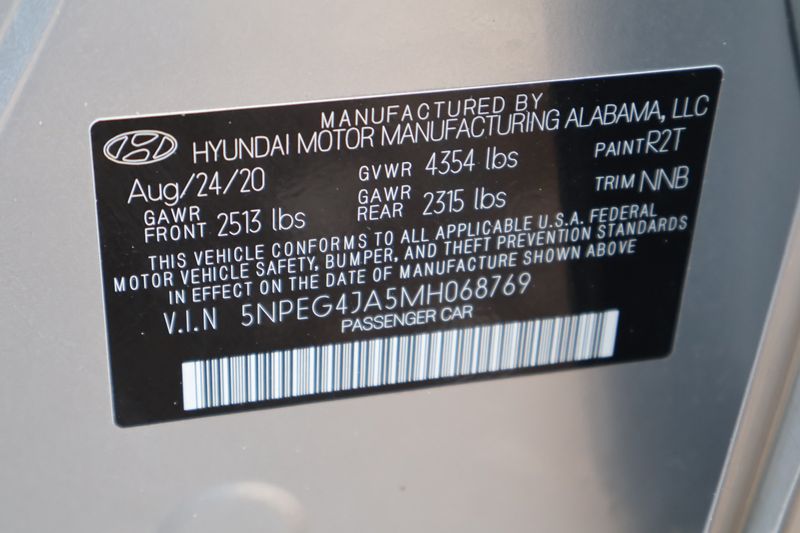 MANUFACTURED BY
HYUNDAI MOTOR MANUFACTURING ALABAMA, LLC
Aug/24/20 GVWR 4354 lbs PAINT R2T
GAWR FRONT 2513 lbs GAWR REAR 2315 lbs TRIM NNB
THIS VEHICLE CONFORMS TO ALL APPLICABLE U.S.A. FEDERAL
MOTOR VEHICLE SAFETY, BUMPER, AND THEFT PREVENTION STANDARDS
IN EFFECT ON THE DATE OF MANUFACTURE SHOWN ABOVE
V.I.N 5NPEG4JA5MH068769
PASSENGER CAR